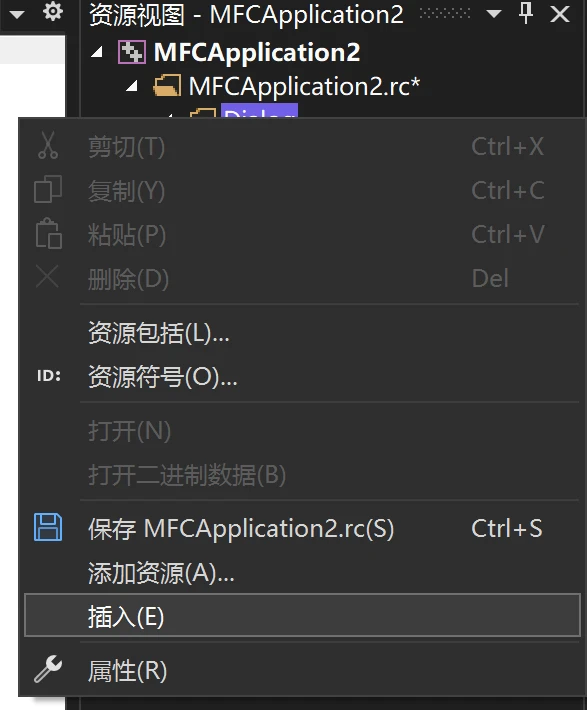 资源视图 - MFCApplication2
MFCApplication2
MFCApplication2.rc*
Dialog
剪切(T) Ctrl+X
复制(Y) Ctrl+C
粘贴(P) Ctrl+V
删除(D) Del
资源包括(L)...
ID: 资源符号(O)...
打开(N)
打开二进制数据(B)
保存 MFCApplication2.rc(S) Ctrl+S
添加资源(A)...
插入(E)
属性(R)